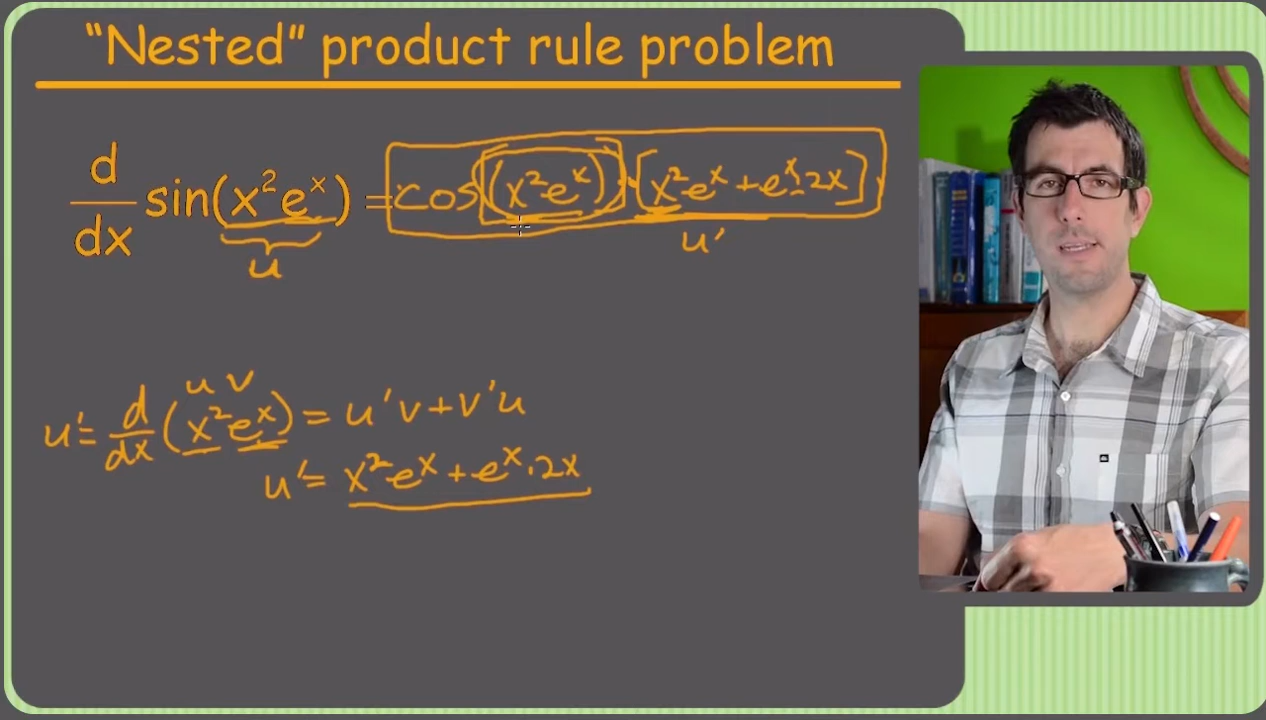 “Nested” product rule problem
d/dx sin(x²eˣ) = cos(x²eˣ)·[x²eˣ + eˣ·2x]
u
u'
u v
u' = d/dx (x²eˣ) = u'v + v'u
u' = x²eˣ + eˣ·2x